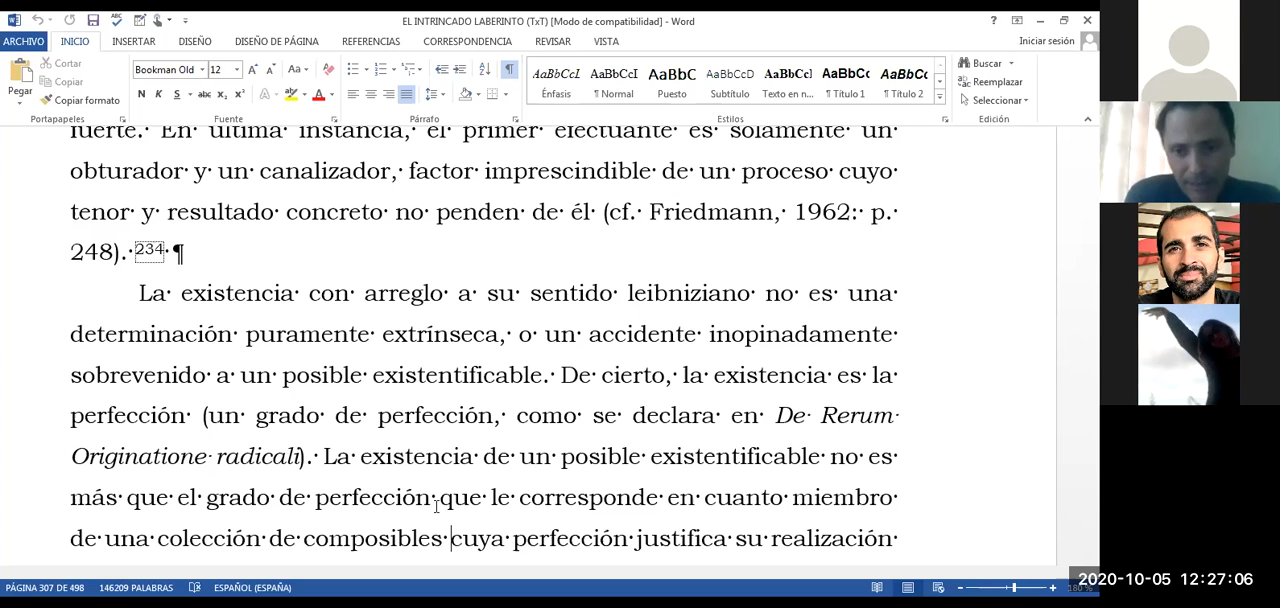 EL INTRINCADO LABERINTO (TxT) [Modo de compatibilidad] - Word
ARCHIVO INICIO INSERTAR DISEÑO DISEÑO DE PÁGINA REFERENCIAS CORRESPONDENCIA REVISAR VISTA Iniciar sesión
Pegar
Cortar
Copiar
Copiar formato
Portapapeles
Bookman Old 12
N K S abc x₂ x²
Fuente
Párrafo
AaBbCcI AaBbCcI AaBbC AaBbCcD AaBbCcl AaBbCc AaBbCc
Énfasis ¶ Normal Puesto Subtítulo Texto en n... ¶ Título 1 ¶ Título 2
Estilos
Buscar
Reemplazar
Seleccionar
Edición
fuerte. En última instancia, el primer efectuante es solamente un
obturador y un canalizador, factor imprescindible de un proceso cuyo
tenor y resultado concreto no penden de él (cf. Friedmann, 1962: p.
248). 234 ¶
La existencia con arreglo a su sentido leibniziano no es una
determinación puramente extrínseca, o un accidente inopinadamente
sobrevenido a un posible existentificable. De cierto, la existencia es la
perfección (un grado de perfección, como se declara en De Rerum
Originatione radicali). La existencia de un posible existentificable no es
más que el grado de perfección que le corresponde en cuanto miembro
de una colección de composibles cuya perfección justifica su realización
PÁGINA 307 DE 498 146209 PALABRAS ESPAÑOL (ESPAÑA) 180 %
2020-10-05 12:27:06